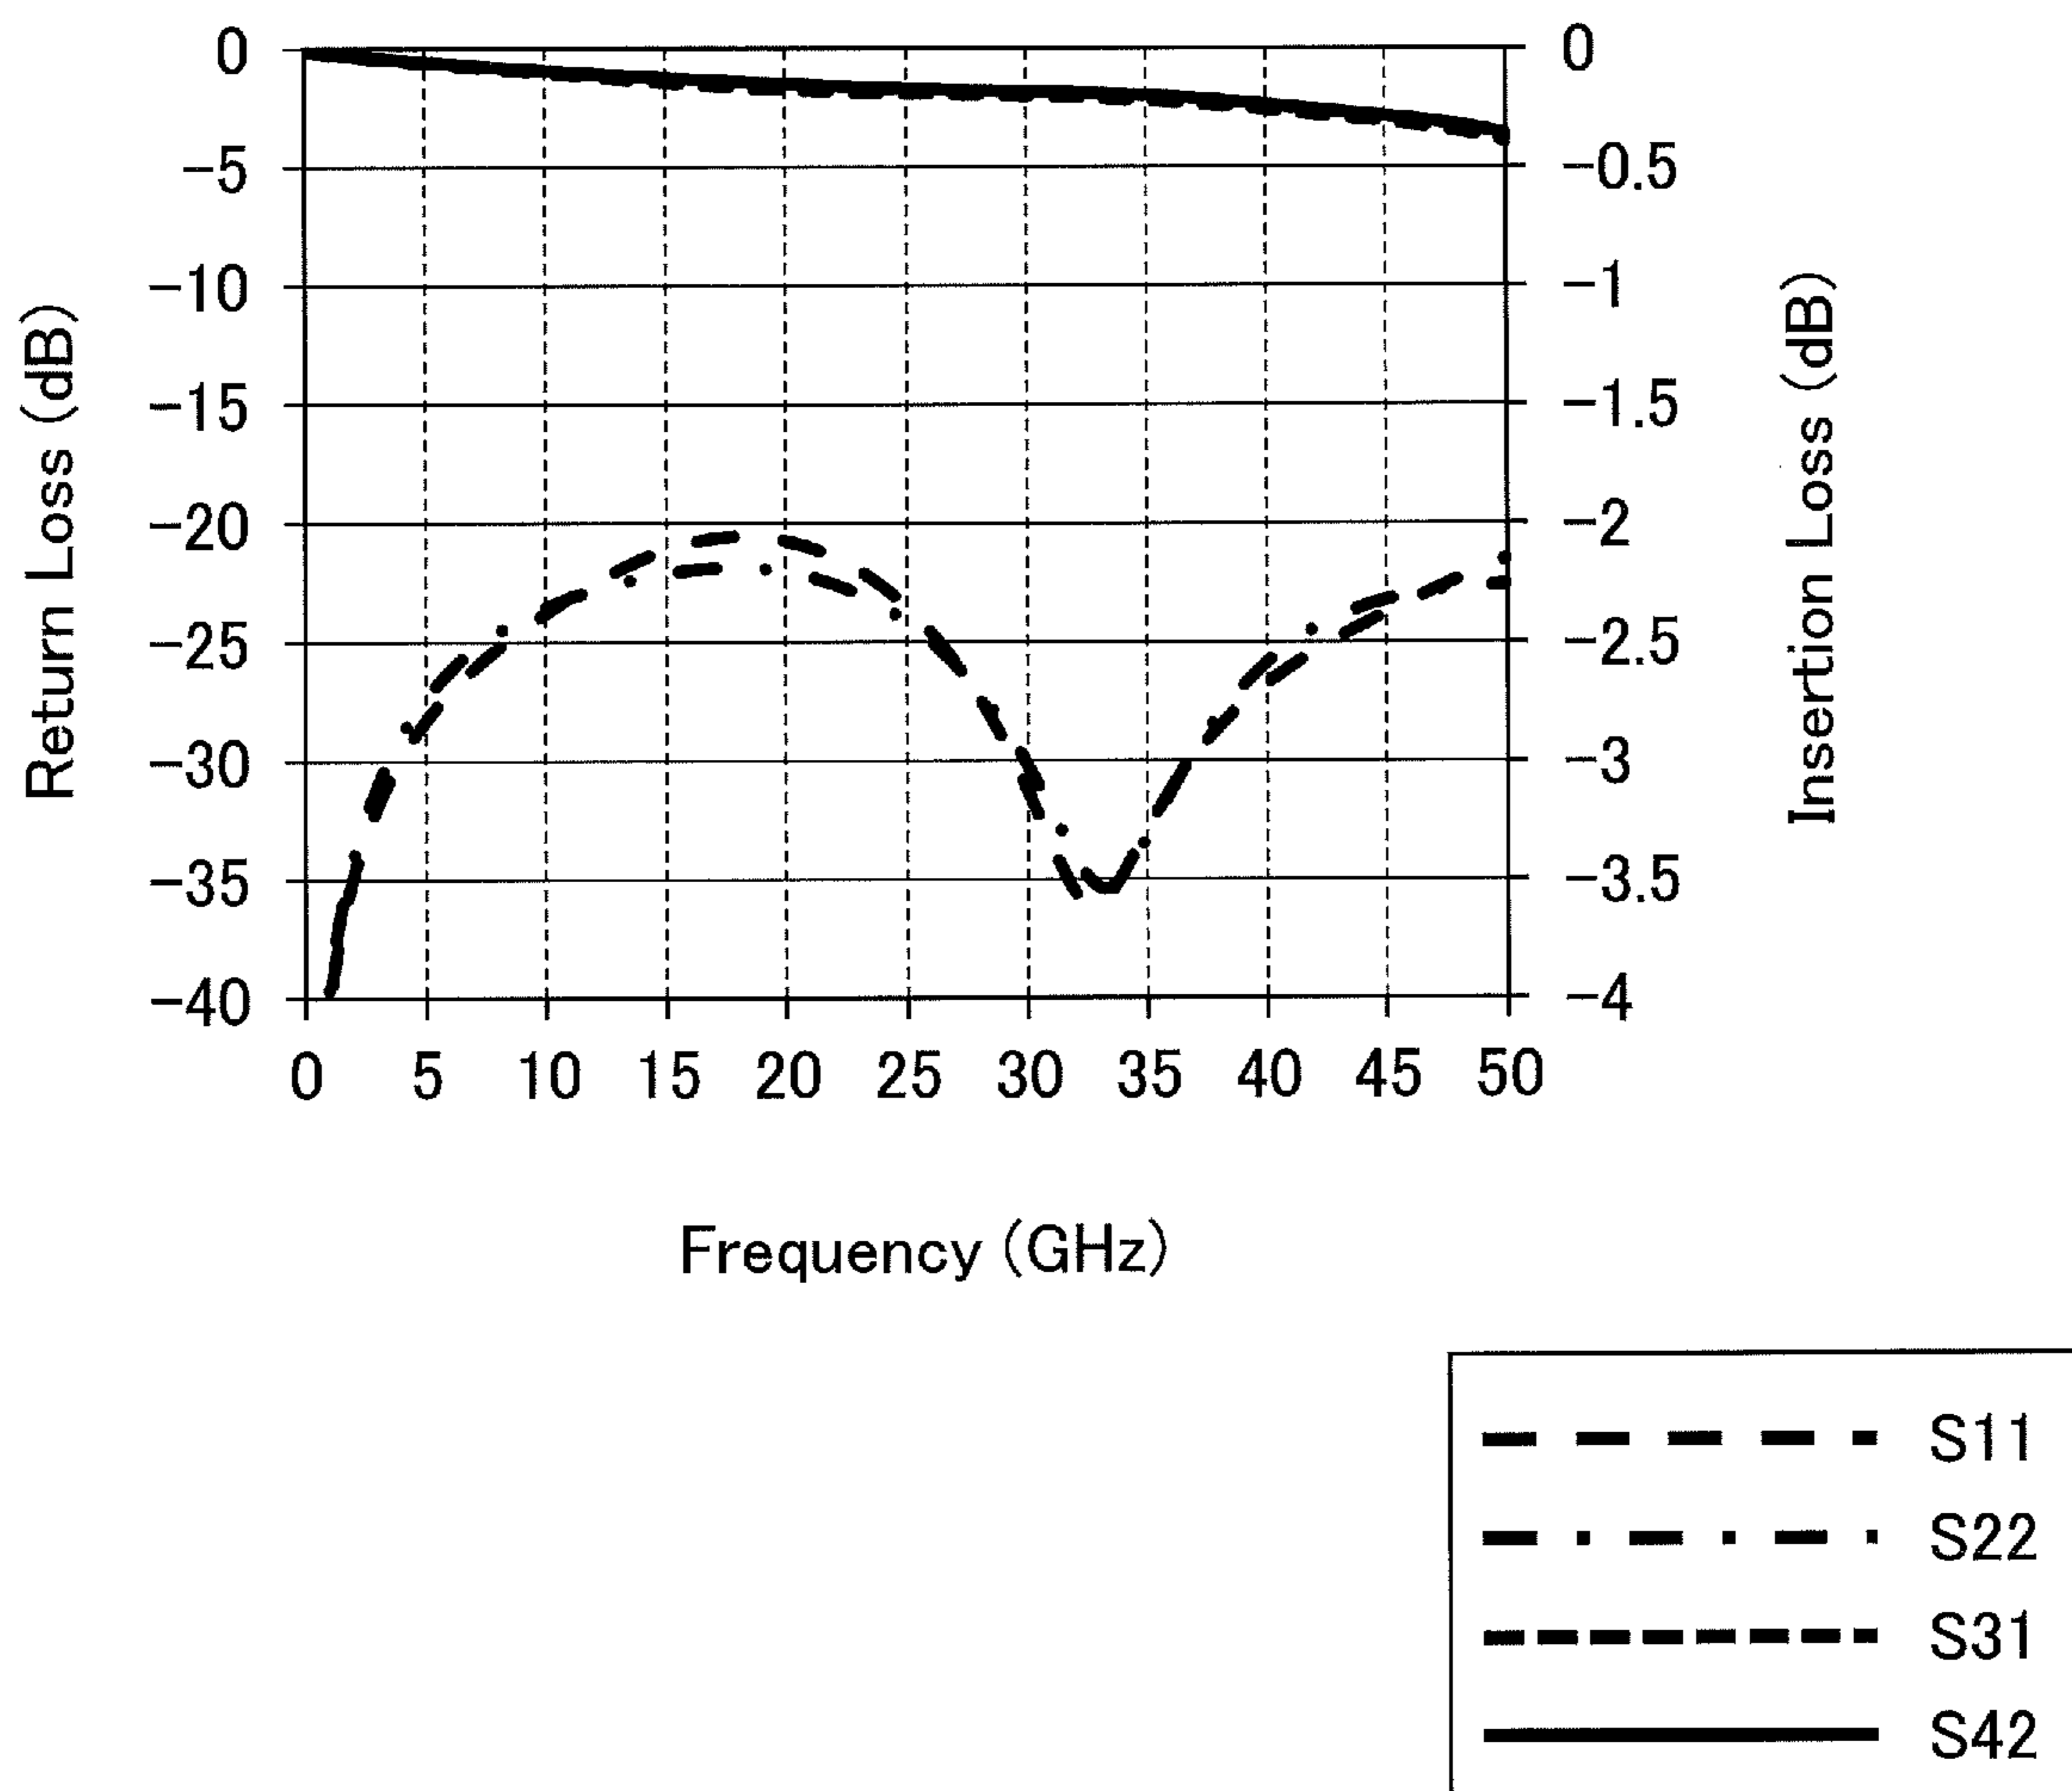 Return Loss (dB)
0
−5
−10
−15
−20
−25
−30
−35
−40
0
−0.5
−1
−1.5
−2
−2.5
−3
−3.5
−4
Insertion Loss (dB)
0 5 10 15 20 25 30 35 40 45 50
Frequency (GHz)
S11
S22
S31
S42